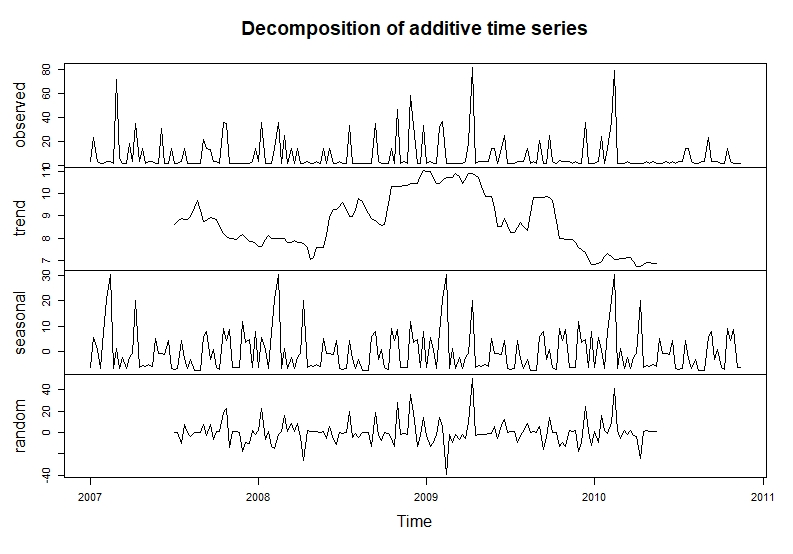 Decomposition of additive time series
observed
0 20 40 60 80
trend
7 8 9 10 11
seasonal
0 10 20 30
random
-40 0 20 40
2007 2008 2009 2010 2011
Time